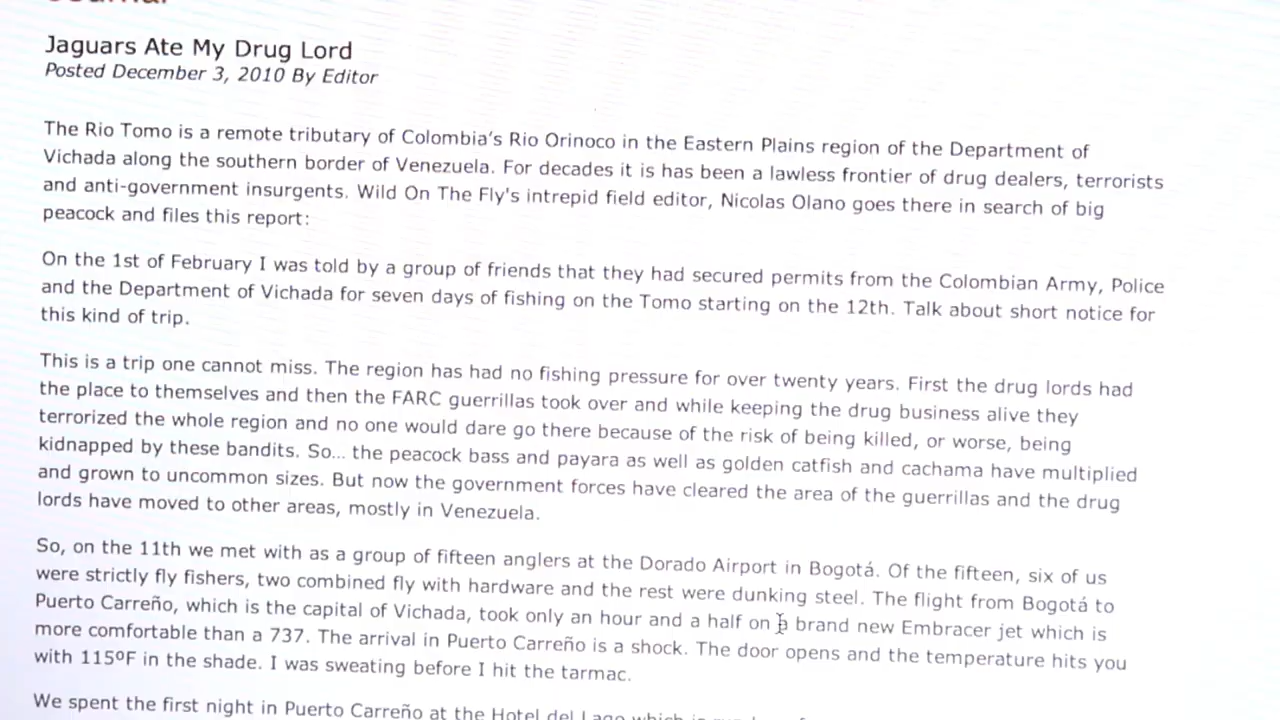 Jaguars Ate My Drug Lord
Posted December 3, 2010 By Editor
The Rio Tomo is a remote tributary of Colombia's Rio Orinoco in the Eastern Plains region of the Department of
Vichada along the southern border of Venezuela. For decades it is has been a lawless frontier of drug dealers, terrorists
and anti-government insurgents. Wild On The Fly's intrepid field editor, Nicolas Olano goes there in search of big
peacock and files this report:
On the 1st of February I was told by a group of friends that they had secured permits from the Colombian Army, Police
and the Department of Vichada for seven days of fishing on the Tomo starting on the 12th. Talk about short notice for
this kind of trip.
This is a trip one cannot miss. The region has had no fishing pressure for over twenty years. First the drug lords had
the place to themselves and then the FARC guerrillas took over and while keeping the drug business alive they
terrorized the whole region and no one would dare go there because of the risk of being killed, or worse, being
kidnapped by these bandits. So... the peacock bass and payara as well as golden catfish and cachama have multiplied
and grown to uncommon sizes. But now the government forces have cleared the area of the guerrillas and the drug
lords have moved to other areas, mostly in Venezuela.
So, on the 11th we met with as a group of fifteen anglers at the Dorado Airport in Bogotá. Of the fifteen, six of us
were strictly fly fishers, two combined fly with hardware and the rest were dunking steel. The flight from Bogotá to
Puerto Carreño, which is the capital of Vichada, took only an hour and a half on a brand new Embracer jet which is
more comfortable than a 737. The arrival in Puerto Carreño is a shock. The door opens and the temperature hits you
with 115ºF in the shade. I was sweating before I hit the tarmac.
We spent the first night in Puerto Carreño at the Hotel del Lago which is